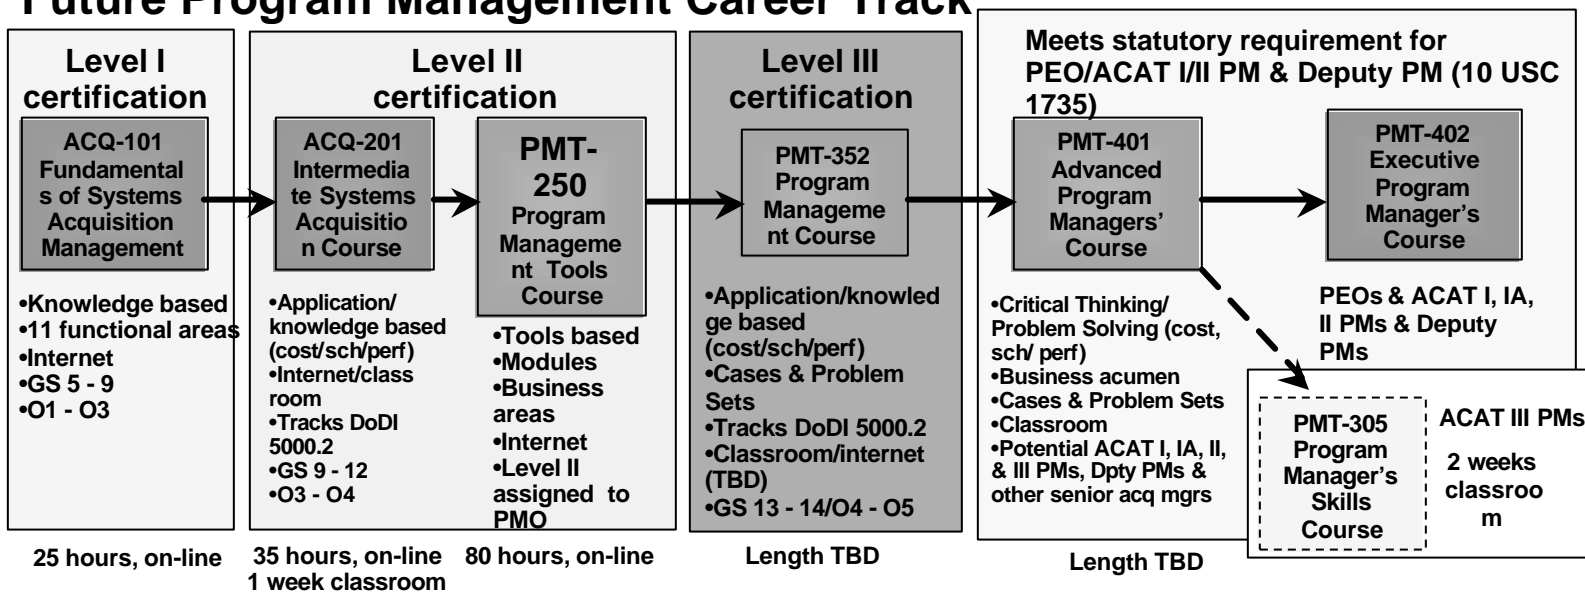 Future Program Management Career Track
Level I
certification
ACQ-101
Fundamental
s of Systems
Acquisition
Management
•Knowledge based
•11 functional areas
•Internet
•GS 5 - 9
•O1 - O3
25 hours, on-line
Level II
certification
ACQ-201
Intermedia
te Systems
Acquisitio
n Course
•Application/
knowledge based
(cost/sch/perf)
•Internet/class
room
•Tracks DoDI
5000.2
•GS 9 - 12
•O3 - O4
35 hours, on-line
1 week classroom
PMT-
250
Program
Manageme
nt Tools
Course
•Tools based
•Modules
•Business
areas
•Internet
•Level II
assigned to
PMO
80 hours, on-line
Level III
certification
PMT-352
Program
Manageme
nt Course
•Application/knowled
ge based
(cost/sch/perf)
•Cases & Problem
Sets
•Tracks DoDI 5000.2
•Classroom/internet
(TBD)
•GS 13 - 14/O4 - O5
Length TBD
Meets statutory requirement for
PEO/ACAT I/II PM & Deputy PM (10 USC
1735)
PMT-401
Advanced
Program
Managers’
Course
•Critical Thinking/
Problem Solving (cost,
sch/ perf)
•Business acumen
•Cases & Problem Sets
•Classroom
•Potential ACAT I, IA, II,
& III PMs, Dpty PMs &
other senior acq mgrs
Length TBD
PMT-402
Executive
Program
Manager’s
Course
PEOs & ACAT I, IA,
II PMs & Deputy
PMs
PMT-305
Program
Manager’s
Skills
Course
ACAT III PMs
2 weeks
classroo
m